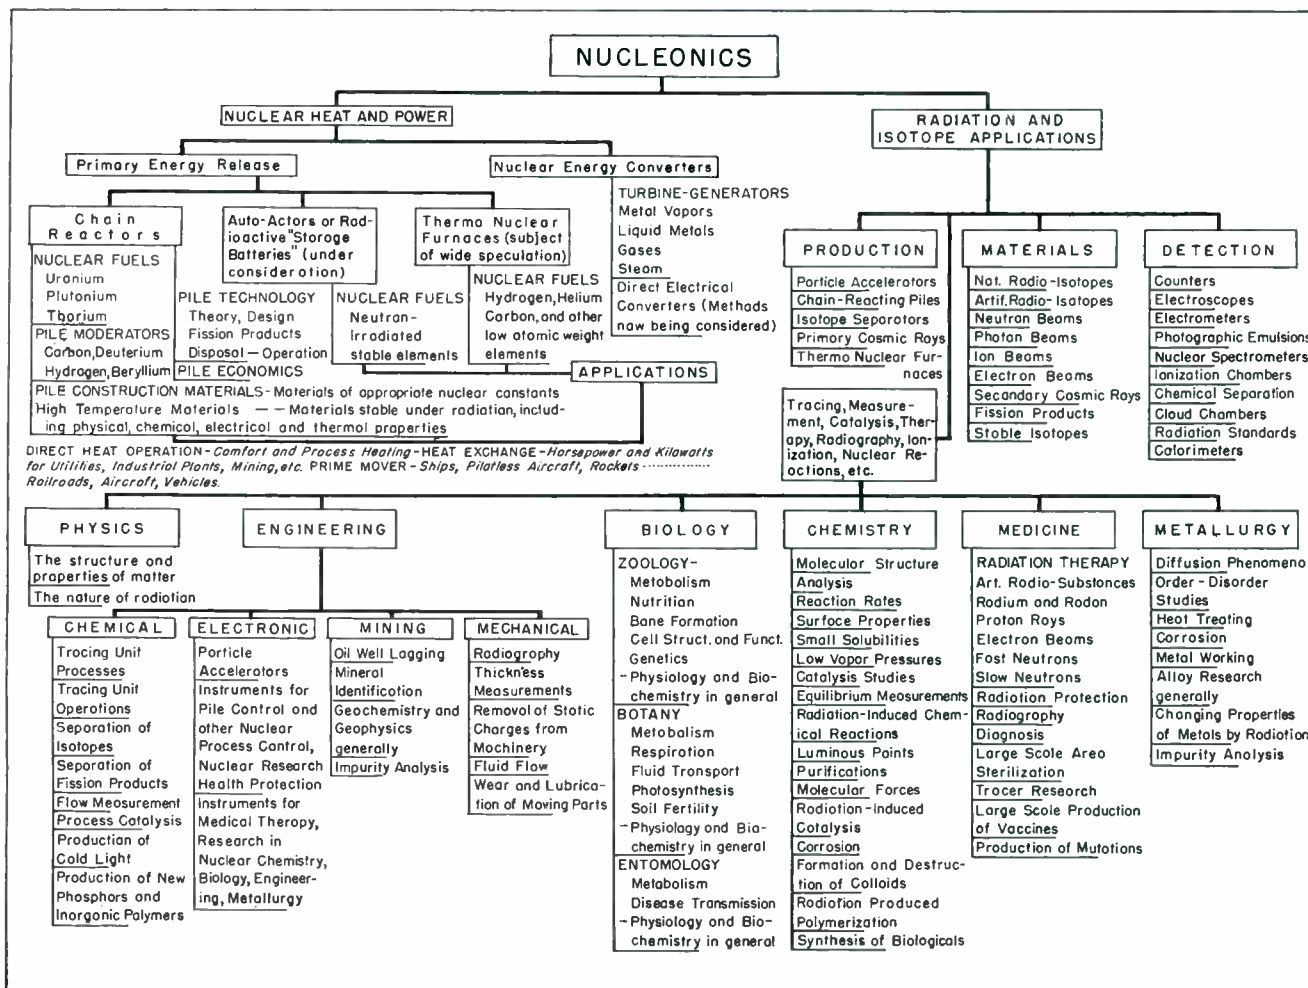 NUCLEONICS
NUCLEAR HEAT AND POWER
RADIATION AND
ISOTOPE APPLICATIONS
Primary Energy Release
Nuclear Energy Converters
Chain
Reactors
NUCLEAR FUELS
Uranium
Plutonium
Thorium
PILE MODERATORS
Carbon, Deuterium
Hydrogen, Beryllium
PILE TECHNOLOGY
Theory, Design
Fission Products
Disposal — Operation
PILE ECONOMICS
PILE CONSTRUCTION MATERIALS - Materials of appropriate nuclear constants
High Temperature Materials — — Materials stable under radiation, includ-
ing physical, chemical, electrical and thermal properties
Auto-Actors or Rad-
ioactive "Storage
Batteries" (under
consideration)
NUCLEAR FUELS
Neutran-
irradiated
stable elements
Thermo Nuclear
Furnaces (subject
of wide speculation)
NUCLEAR FUELS
Hydrogen, Helium
Carbon, and other
low atomic weight
elements
TURBINE-GENERATORS
Metal Vapors
Liquid Metals
Gases
Steam
Direct Electrical
Converters (Methods
now being considered)
APPLICATIONS
DIRECT HEAT OPERATION - Comfort and Process Heating - HEAT EXCHANGE - Horsepower and Kilowatts
for Utilities, Industrial Plants, Mining, etc. PRIME MOVER - Ships, Pilotless Aircraft, Rockets ··············
Railroads, Aircraft, Vehicles.
PRODUCTION
Particle Accelerators
Chain-Reacting Piles
Isotope Separators
Primary Cosmic Rays
Thermo Nuclear Fur-
naces
MATERIALS
Nat. Radio-Isotopes
Artif. Radio-Isotopes
Neutron Beams
Photan Beams
Ion Beams
Electron Beams
Secandary Cosmic Rays
Fission Products
Stable Isotopes
DETECTION
Counters
Electroscopes
Electrometers
Photographic Emulsions
Nuclear Spectrometers
Ionization Chambers
Chemical Separation
Cloud Chambers
Radiation Standards
Calorimeters
Tracing, Measure-
ment, Catalysis, Ther-
apy, Radiography, Ion-
ization, Nuclear Re-
actions, etc.
PHYSICS
The structure and
properties of matter
The nature of radiation
ENGINEERING
CHEMICAL
Tracing Unit
Processes
Tracing Unit
Operations
Separation of
Isotopes
Separation of
Fission Products
Flow Measurement
Process Catalysis
Production of
Cold Light
Production of New
Phosphors and
Inorganic Polymers
ELECTRONIC
Particle
Accelerators
Instruments for
Pile Control and
other Nuclear
Process Control,
Nuclear Research
Health Protection
Instruments for
Medical Therapy,
Research in
Nuclear Chemistry,
Biology, Engineer-
ing, Metallurgy
MINING
Oil Well Lagging
Mineral
Identification
Geochemistry and
Geophysics
generally
Impurity Analysis
MECHANICAL
Radiography
Thickness
Measurements
Removal of Static
Charges from
Machinery
Fluid Flow
Wear and Lubrica-
tion of Moving Parts
BIOLOGY
ZOOLOGY-
Metabolism
Nutrition
Bane Formation
Cell Struct. and Funct.
Genetics
- Physiology and Bio-
chemistry in general
BOTANY
Metabolism
Respiration
Fluid Transport
Photosynthesis
Soil Fertility
- Physiology and Bio-
chemistry in general
ENTOMOLOGY
Metabolism
Disease Transmission
- Physiology and Bio-
chemistry in general
CHEMISTRY
Molecular Structure
Analysis
Reaction Rates
Surface Properties
Small Solubilities
Low Vapor Pressures
Catalysis Studies
Equilibrium Measurements
Radiation-Induced Chem-
ical Reactions
Luminous Paints
Purifications
Molecular Forces
Radiation-Induced
Catalysis
Corrosion
Formation and Destruc-
tion of Colloids
Radiation Produced
Polymerization
Synthesis of Biologicals
MEDICINE
RADIATION THERAPY
Art. Radio-Substances
Radium and Radon
Proton Rays
Electron Beams
Fast Neutrons
Slow Neutrons
Radiation Protection
Radiography
Diagnosis
Large Scale Area
Sterilization
Tracer Research
Large Scale Production
of Vaccines
Production of Mutations
METALLURGY
Diffusion Phenomena
Order-Disorder
Studies
Heat Treating
Corrosion
Metal Working
Alloy Research
generally
Changing Properties
of Metals by Radiation
Impurity Analysis